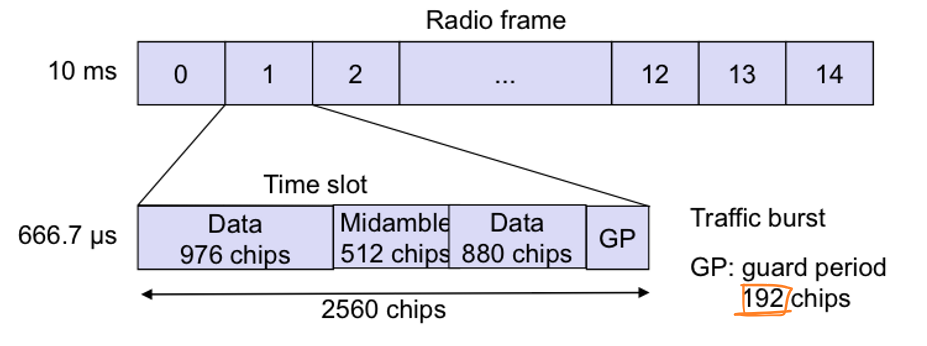 Radio frame
10 ms 0 1 2 ... 12 13 14
Time slot
666.7 µs
Data
976 chips
Midamble
512 chips
Data
880 chips
GP
2560 chips
Traffic burst
GP: guard period
192 chips